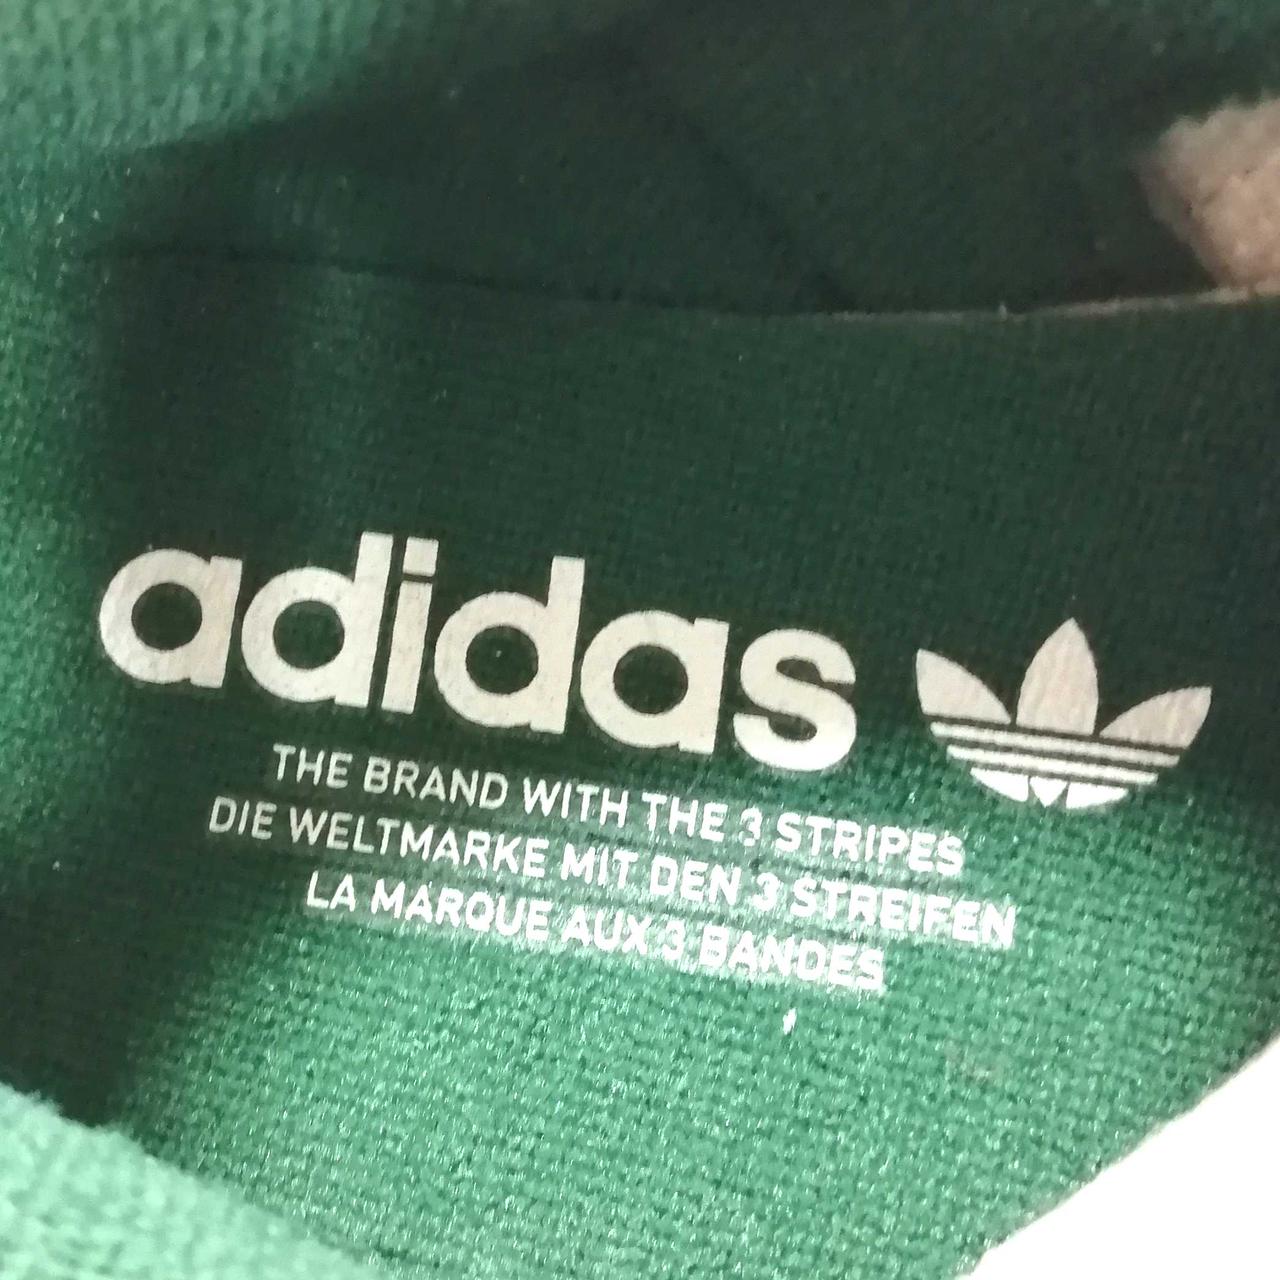 adidas
THE BRAND WITH THE 3 STRIPES
DIE WELTMARKE MIT DEN 3 STREIFEN
LA MARQUE AUX 3 BANDES